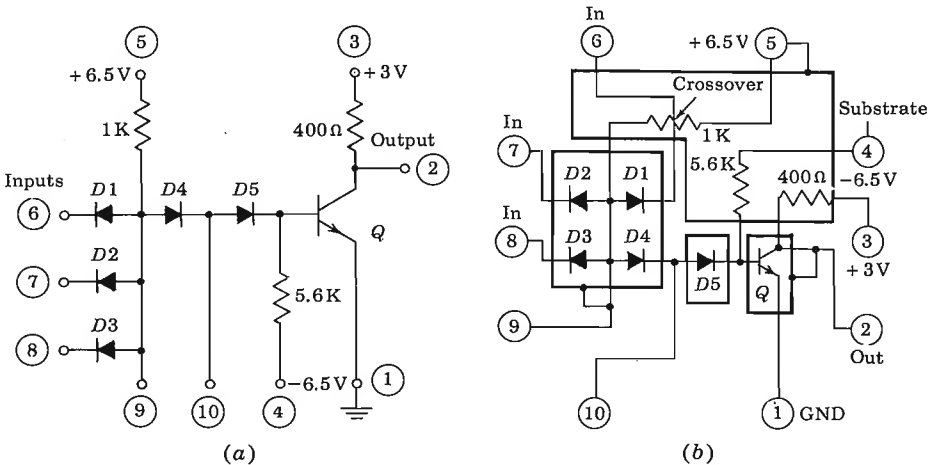 5
+6.5V
1K
3
+3V
400Ω
Output
2
Inputs
6
D1
D4
D5
Q
7
D2
5.6K
8
D3
9
10
4
−6.5V
1
(a)
In
6
+6.5V
5
Crossover
1K
In
7
Substrate
4
5.6K
400Ω
−6.5V
D2
D1
In
8
D3
D4
D5
Q
3
+3V
9
2
Out
10
1
GND
(b)